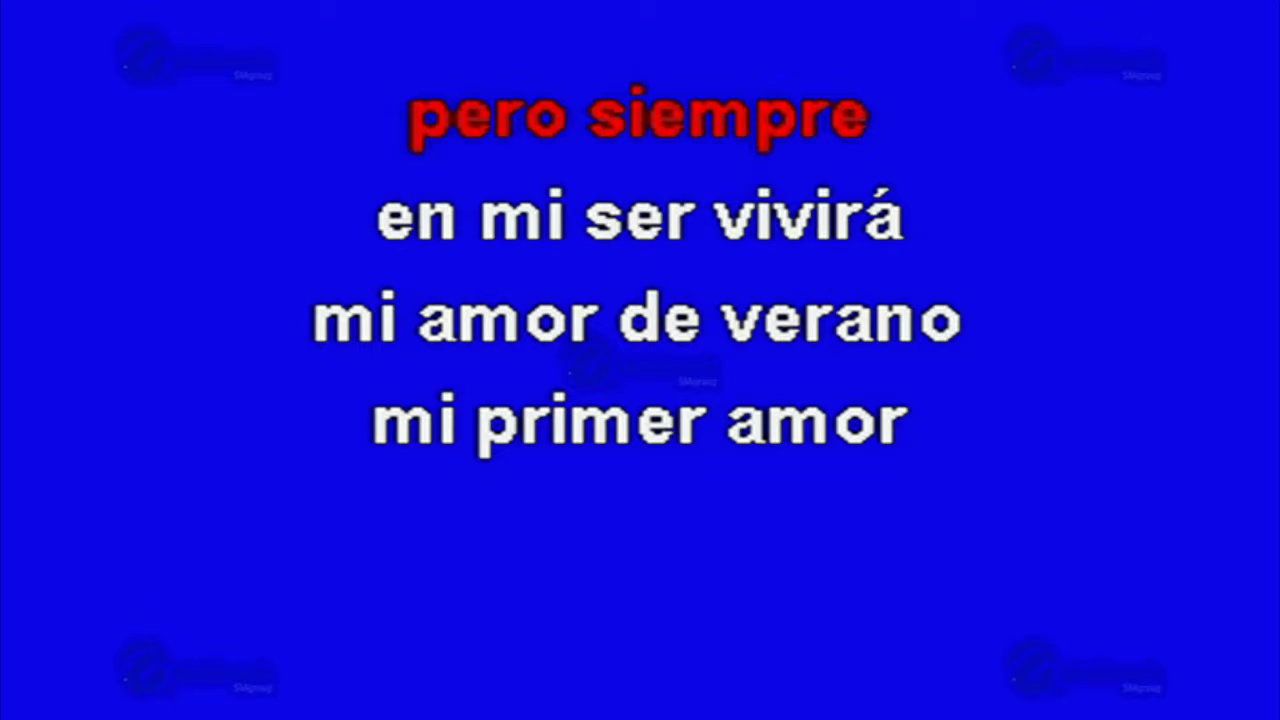 pero siempre
en mi ser vivirá
mi amor de verano
mi primer amor